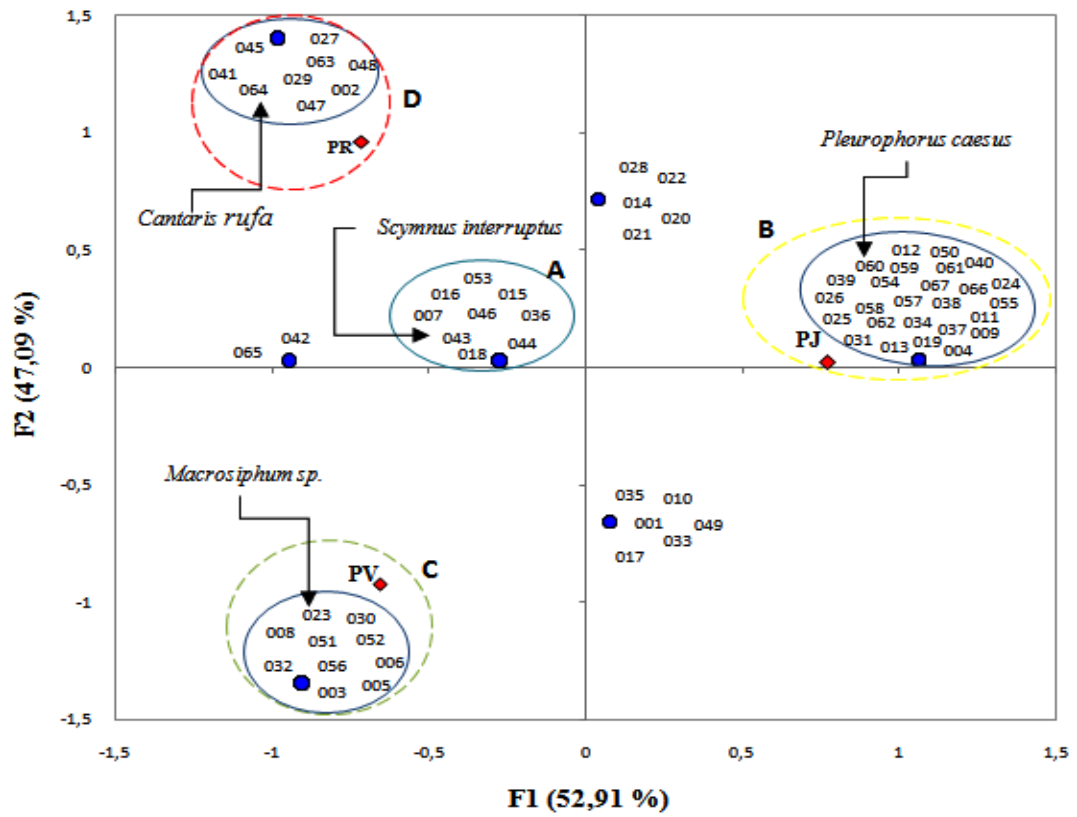 1,5
045 027
063 048
041 029
064 002
047
D
1
PR
Pleurophorus caesus
028 022
014
020
021
Cantaris rufa
Scymnus interruptus
0,5
B
A
012 050
060 059 061 040
039 054 067 066 024
026 058 057 038 055
025 062 034 037 011
009
031 013 019 004
PJ
053
016 015
007 046 036
043 044
018
042
065
0
F2 (47,09 %)
035 010
001 049
033
017
-0,5
Macrosiphum sp.
PV
C
-1
023 030
008 051 052
032 056 006
003 005
-1,5
-1,5 -1 -0,5 0 0,5 1 1,5
F1 (52,91 %)